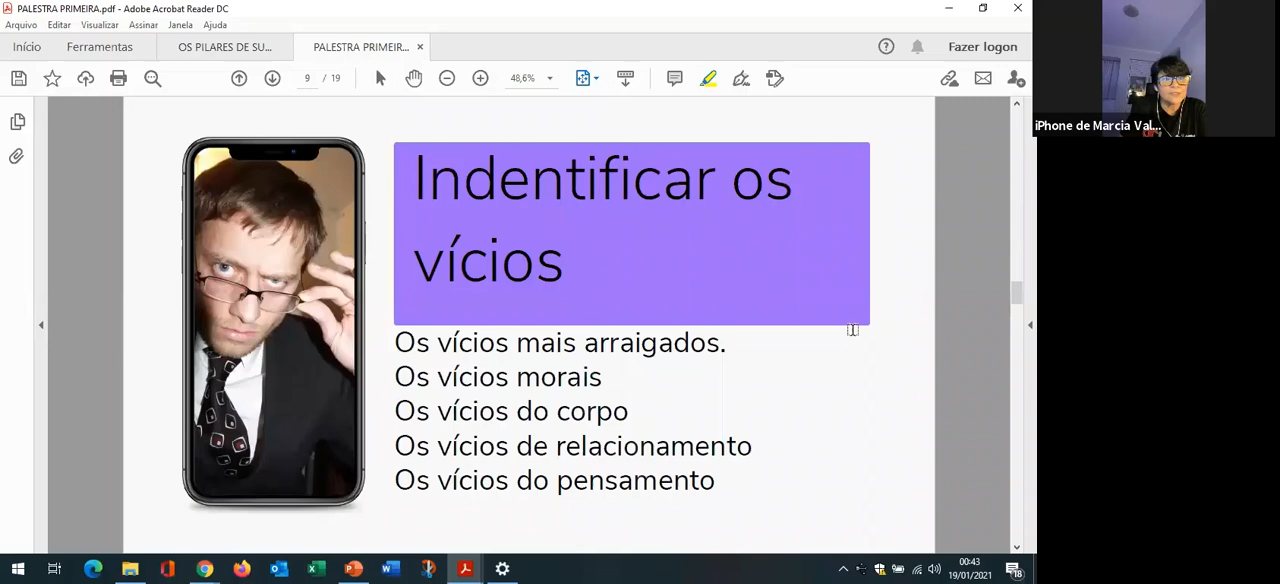 PALESTRA PRIMEIRA.pdf - Adobe Acrobat Reader DC
Arquivo Editar Visualizar Assinar Janela Ajuda
Início Ferramentas OS PILARES DE SU... PALESTRA PRIMEIR... × Fazer logon
9 / 19 48,6%
iPhone de Marcia Val...
Indentificar os
vícios
Os vícios mais arraigados.
Os vícios morais
Os vícios do corpo
Os vícios de relacionamento
Os vícios do pensamento
00:43
19/01/2021
18